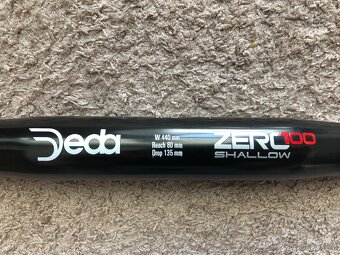 Deda
W 440 mm
Reach 80 mm
Drop 135 mm
ZERO100
SHALLOW